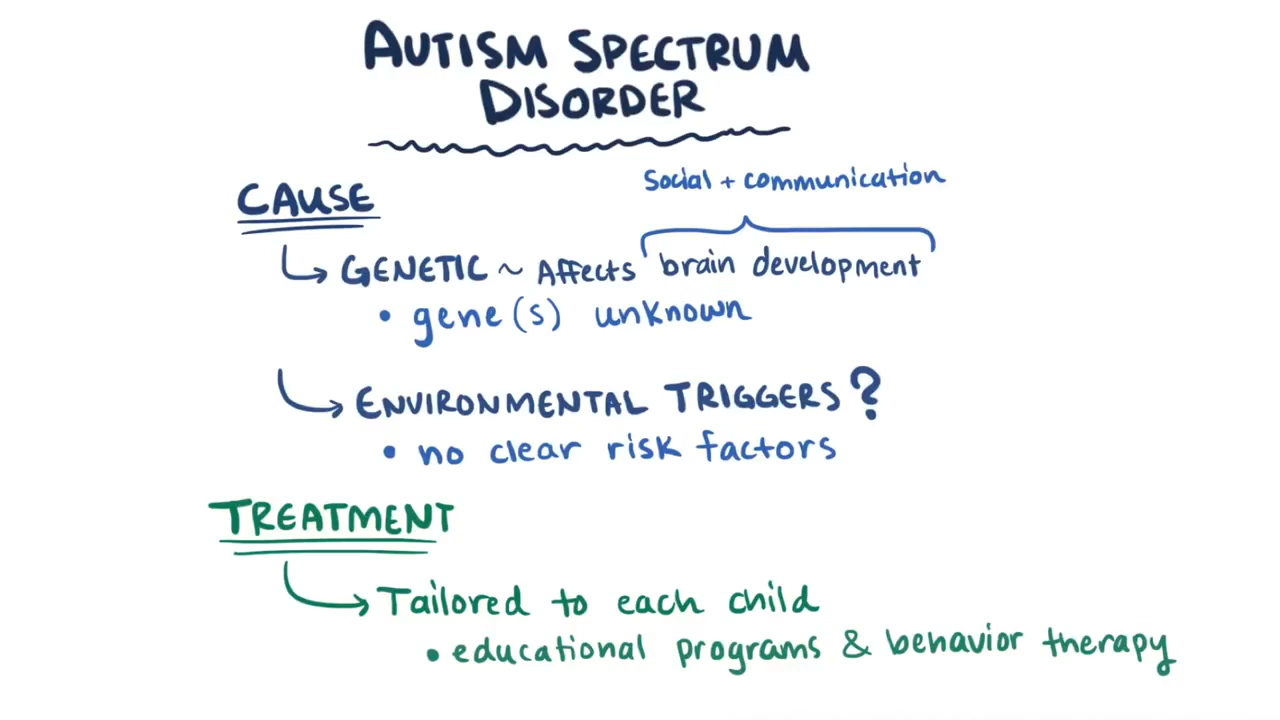 AUTISM SPECTRUM
DISORDER
CAUSE
Social + communication
GENETIC ~ Affects brain development
• gene(s) unknown
ENVIRONMENTAL TRIGGERS?
• no clear risk factors
TREATMENT
Tailored to each child
• educational programs & behavior therapy